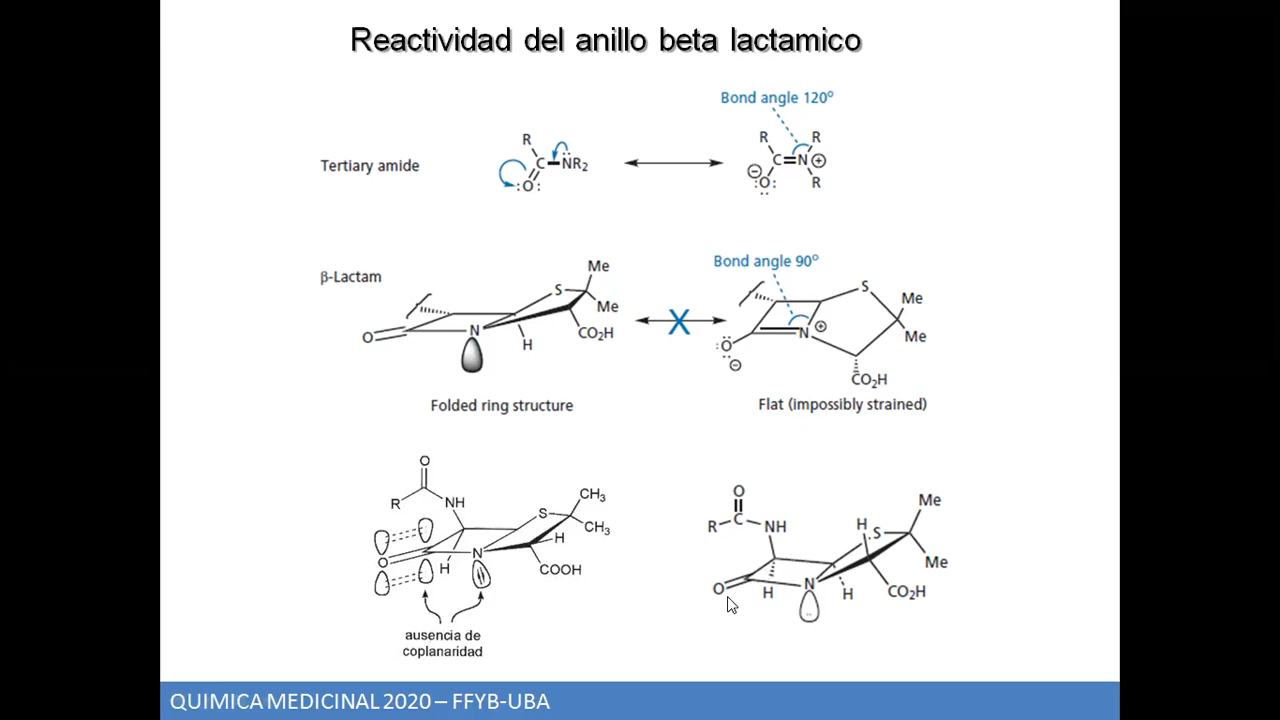 Reactividad del anillo beta lactamico
Bond angle 120º
Tertiary amide
R
C
NR2
:O:
R
R
C=N
+
−
:O:
R
Bond angle 90º
β-Lactam
Me
S
Me
O
N
H
CO2H
Folded ring structure
X
S
Me
Me
:O
−
N
+
CO2H
Flat (impossibly strained)
O
R
NH
S
CH3
CH3
H
O
N
H
COOH
ausencia de
coplanaridad
O
R
C
NH
H
S
Me
Me
O
H
N
H
CO2H
QUIMICA MEDICINAL 2020 – FFYB-UBA